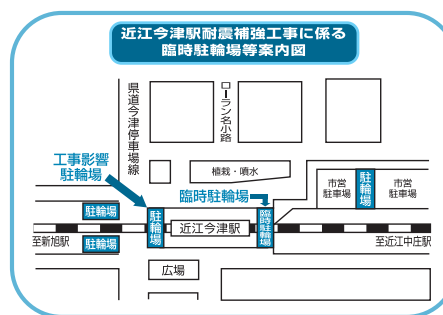 近江今津駅耐震補強工事に係る
臨時駐輪場等案内図
県道今津停車場線
ローラン名小路
工事影響
駐輪場
植栽・噴水
市営
駐車場
駐輪場
市営
駐車場
臨時駐輪場
駐輪場
駐輪場
近江今津駅
臨時駐輪場
至新旭駅
駐輪場
至近江中庄駅
広場